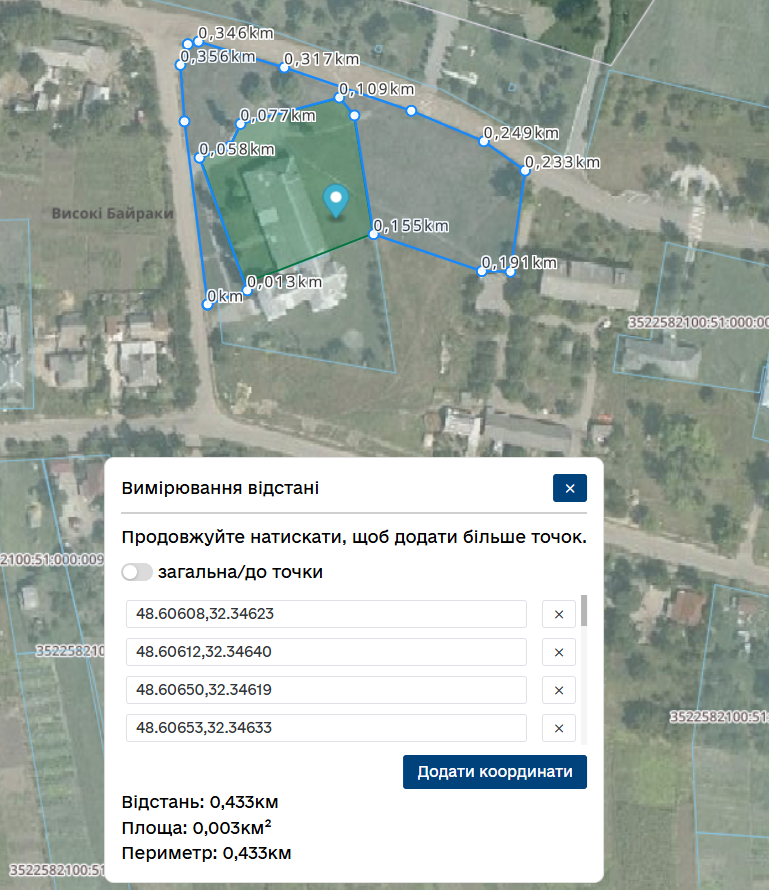 0,346km
0,356km
0,317km
0,109km
0,077km
0,249km
0,058km
0,233km
Високі Байраки
0,155km
0,191km
0,013km
0km
3522582100:51:000:00
Вимірювання відстані
Продовжуйте натискати, щоб додати більше точок.
2100:51:000:009
загальна/до точки
48.60608,32.34623
48.60612,32.34640
352258210
48.60650,32.34619
3522582100:51:
48.60653,32.34633
Додати координати
Відстань: 0,433км
Площа: 0,003км²
Периметр: 0,433км
3522582100:51